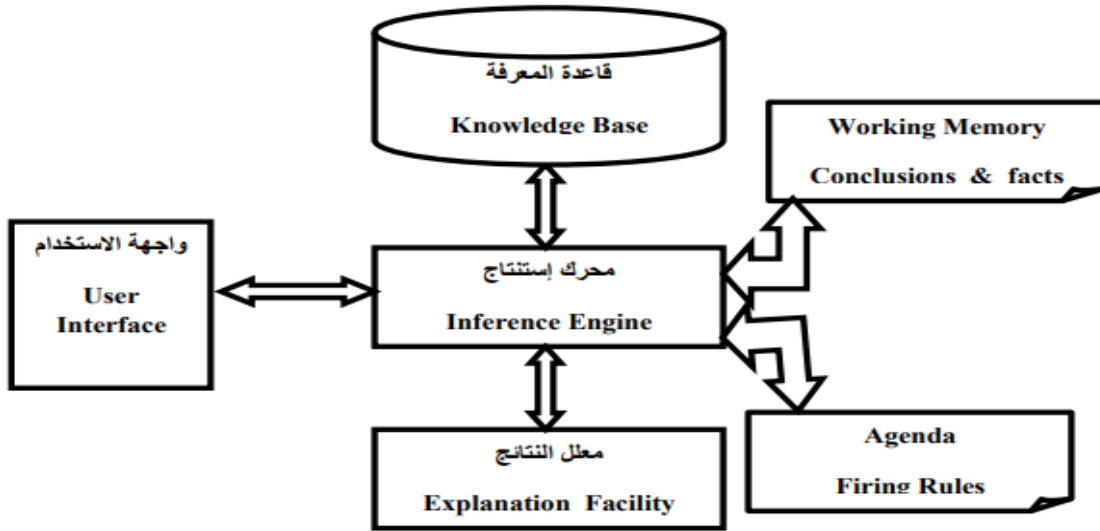 قاعدة المعرفة
Knowledge Base
Working Memory
Conclusions & facts
واجهة الاستخدام
User
Interface
محرك إستنتاج
Inference Engine
معلل النتائج
Explanation Facility
Agenda
Firing Rules